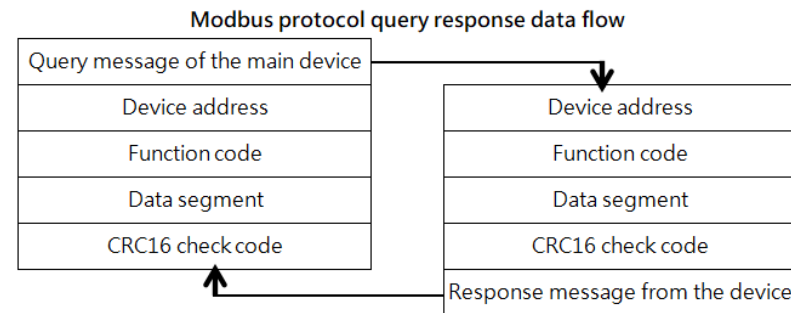 Modbus protocol query response data flow
Query message of the main device
Device address
Function code
Data segment
CRC16 check code
Device address
Function code
Data segment
CRC16 check code
Response message from the device